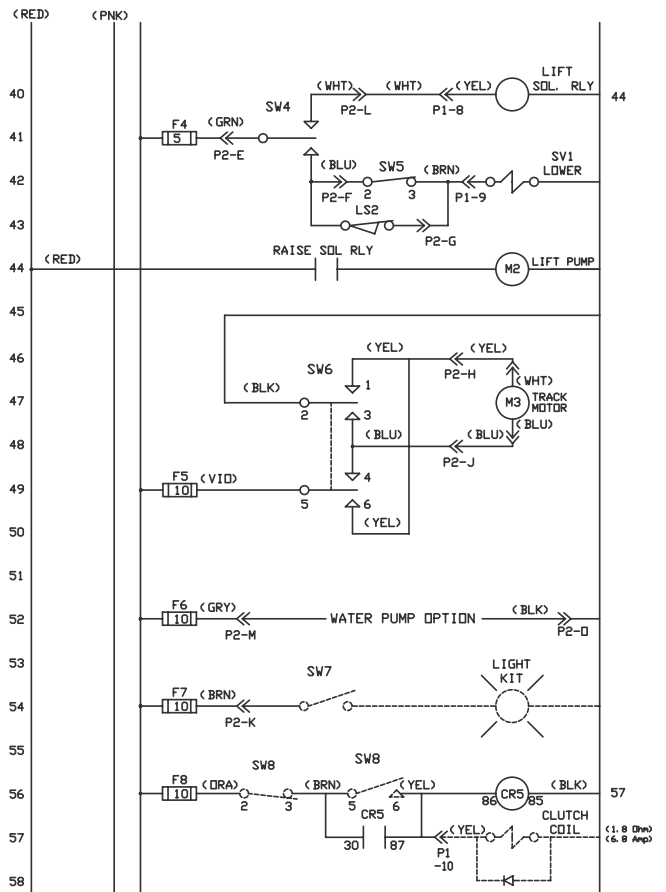 (RED) (PNK)
40 (WHT) (WHT) (YEL) LIFT
SOL. RLY 44
SW4 P2-L P1-8
41 F4 (GRN)
5
P2-E
42 (BLU) SW5 (BRN) SV1
LOWER
P2-F 2 3 P1-9
43 LS2
P2-G
RAISE SOL RLY
44 (RED) M2 LIFT PUMP
45
46 (YEL) (YEL)
SW6 P2-H
1 (WHT)
47 (BLK) M3 TRACK
MOTOR
2 3 (BLU)
48 (BLU) (BLU)
P2-J
4
49 F5 (VIO)
10
5 6
(YEL)
50
51
52 F6 (GRY) WATER PUMP OPTION (BLK)
10
P2-M P2-O
53
SW7 LIGHT
KIT
54 F7 (BRN)
10
P2-K
55
SW8 SW8
56 F8 (ORA) (BRN) (YEL) (BLK) 57
10
2 3 5 6 86 CR5 85
CR5 CLUTCH
COIL
57 30 87 (YEL) (1.8 Ohm)
(6.8 Amp)
P1
-10
58